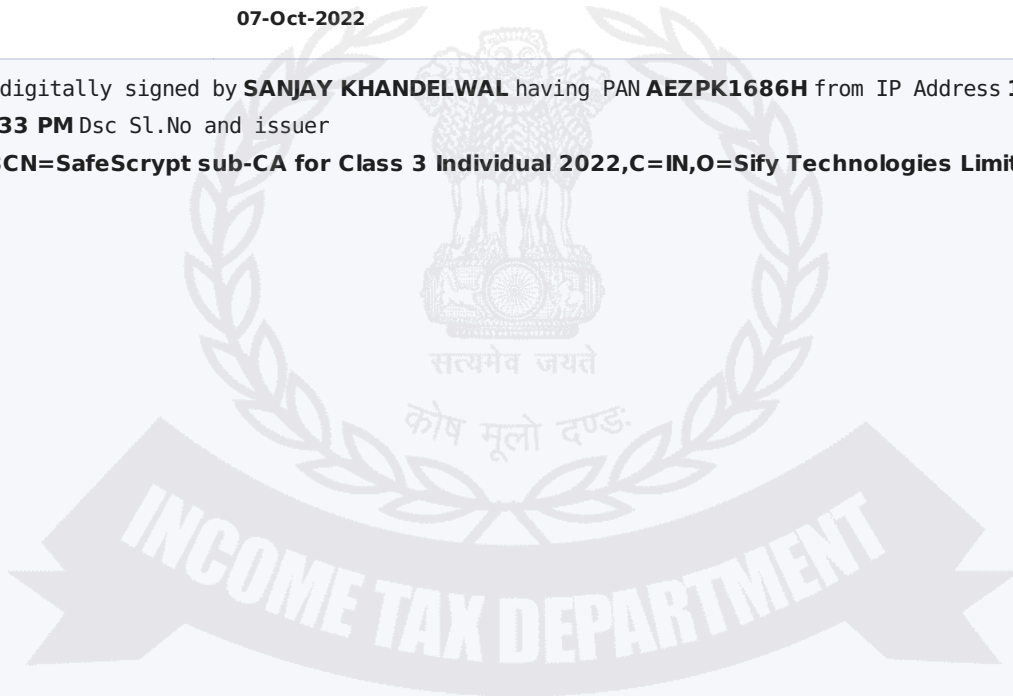 07-Oct-2022
digitally signed by SANJAY KHANDELWAL having PAN AEZPK1686H from IP Address
33 PM Dsc Sl.No and issuer
CN=SafeScrypt sub-CA for Class 3 Individual 2022,C=IN,O=Sify Technologies Limit
सत्यमेव जयते
कोष मूलो दण्डः
INCOME TAX DEPARTMENT